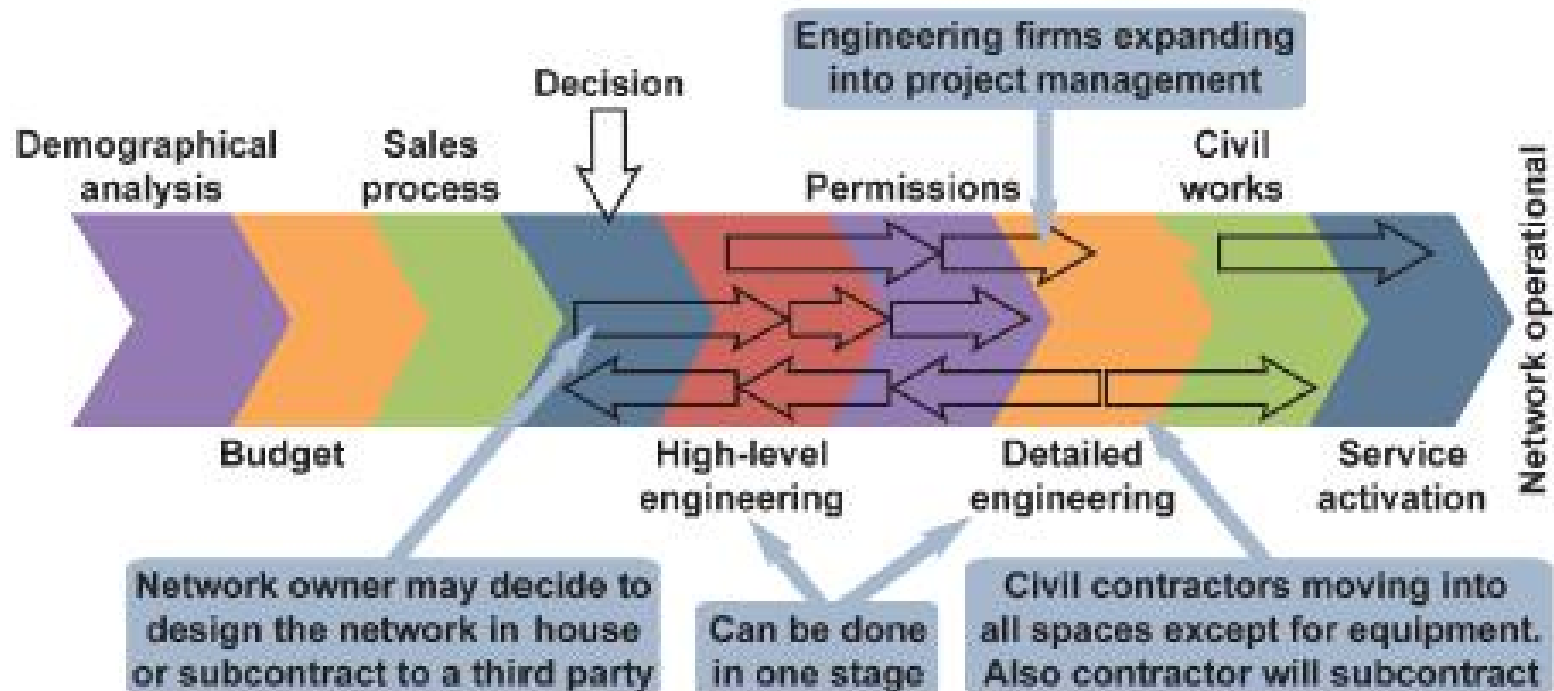 Engineering firms expanding
into project management
Decision
Demographical
analysis
Sales
process
Permissions
Civil
works
Network operational
Budget
High-level
engineering
Detailed
engineering
Service
activation
Network owner may decide to
design the network in house
or subcontract to a third party
Can be done
in one stage
Civil contractors moving into
all spaces except for equipment.
Also contractor will subcontract